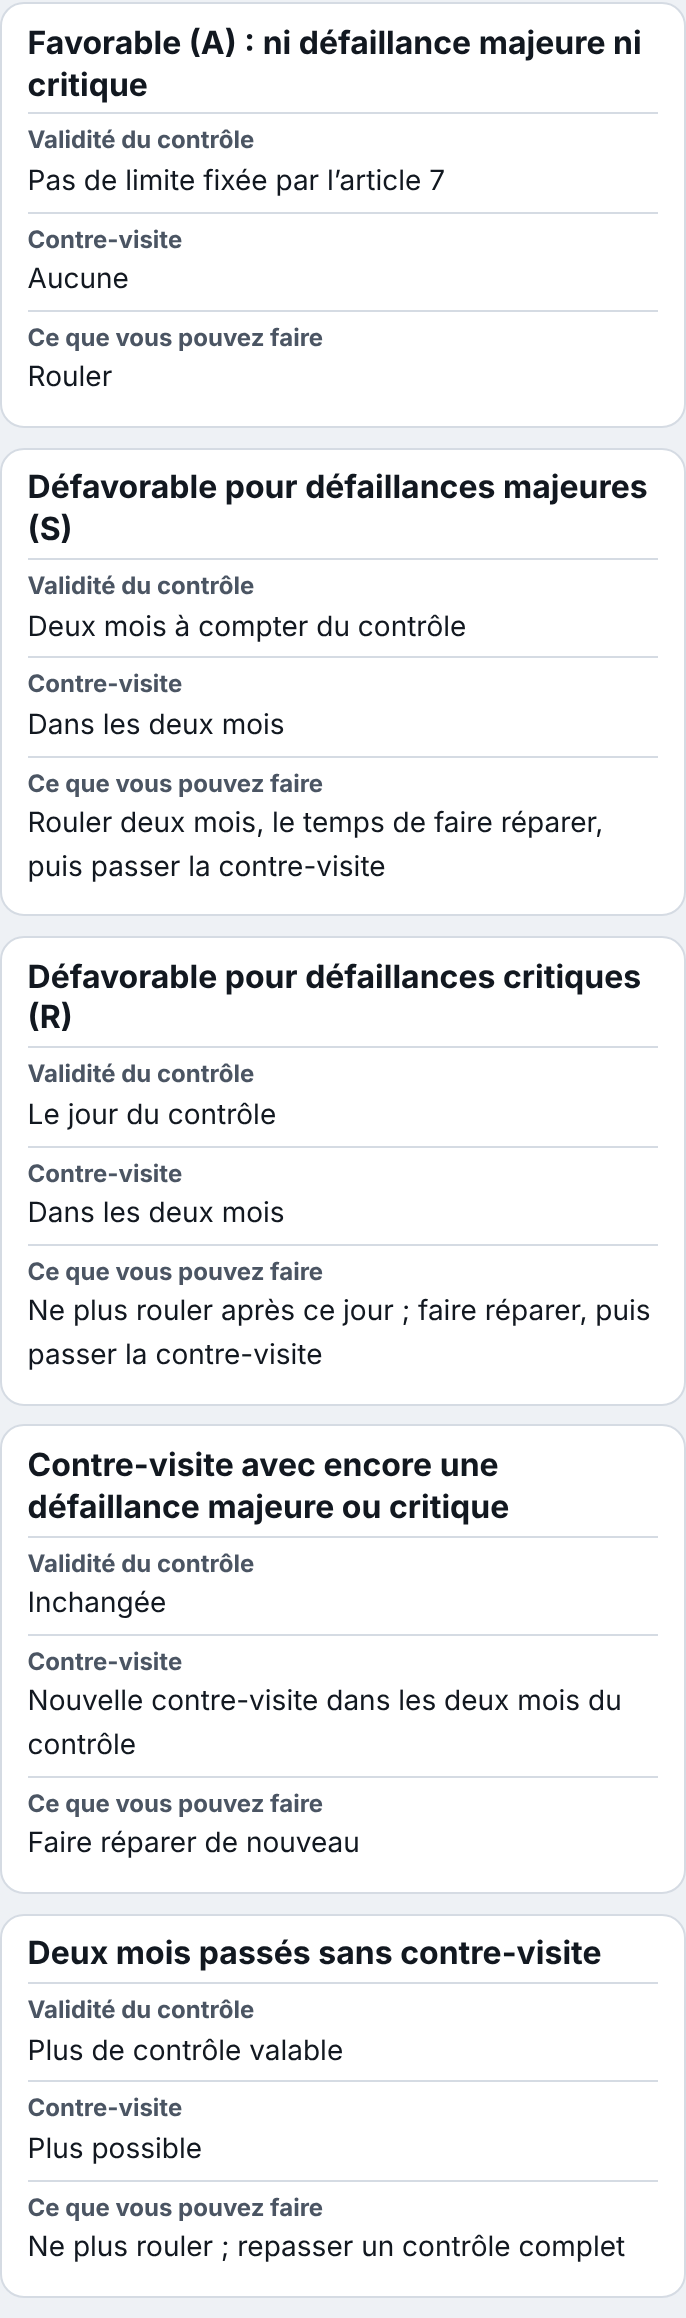 Favorable (A) : ni défaillance majeure ni
critique
Validité du contrôle
Pas de limite fixée par l’article 7
Contre-visite
Aucune
Ce que vous pouvez faire
Rouler
Défavorable pour défaillances majeures
(S)
Validité du contrôle
Deux mois à compter du contrôle
Contre-visite
Dans les deux mois
Ce que vous pouvez faire
Rouler deux mois, le temps de faire réparer,
puis passer la contre-visite
Défavorable pour défaillances critiques
(R)
Validité du contrôle
Le jour du contrôle
Contre-visite
Dans les deux mois
Ce que vous pouvez faire
Ne plus rouler après ce jour ; faire réparer, puis
passer la contre-visite
Contre-visite avec encore une
défaillance majeure ou critique
Validité du contrôle
Inchangée
Contre-visite
Nouvelle contre-visite dans les deux mois du
contrôle
Ce que vous pouvez faire
Faire réparer de nouveau
Deux mois passés sans contre-visite
Validité du contrôle
Plus de contrôle valable
Contre-visite
Plus possible
Ce que vous pouvez faire
Ne plus rouler ; repasser un contrôle complet